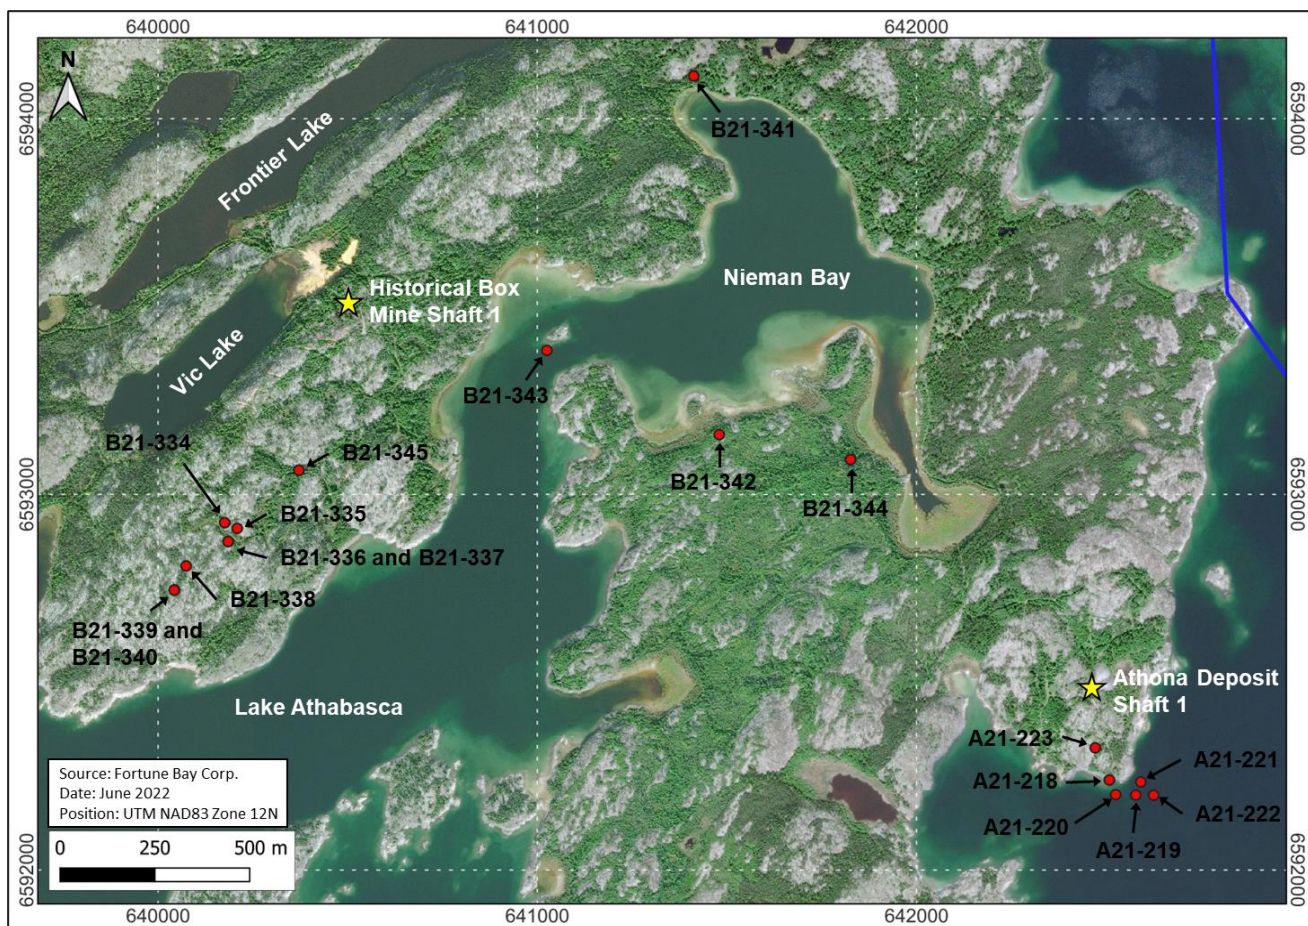 640000
641000
642000
N
6594000
6594000
B21-341
Frontier Lake
Nieman Bay
Historical Box
Mine Shaft 1
Vic Lake
B21-343
B21-334
B21-345
B21-342
B21-344
6593000
6593000
B21-335
B21-336 and B21-337
B21-338
B21-339 and
B21-340
Lake Athabasca
Athona Deposit
Shaft 1
A21-223
A21-218
A21-221
A21-220
A21-222
A21-219
Source: Fortune Bay Corp.
Date: June 2022
Position: UTM NAD83 Zone 12N
0
250
500 m
6592000
6592000
640000
641000
642000